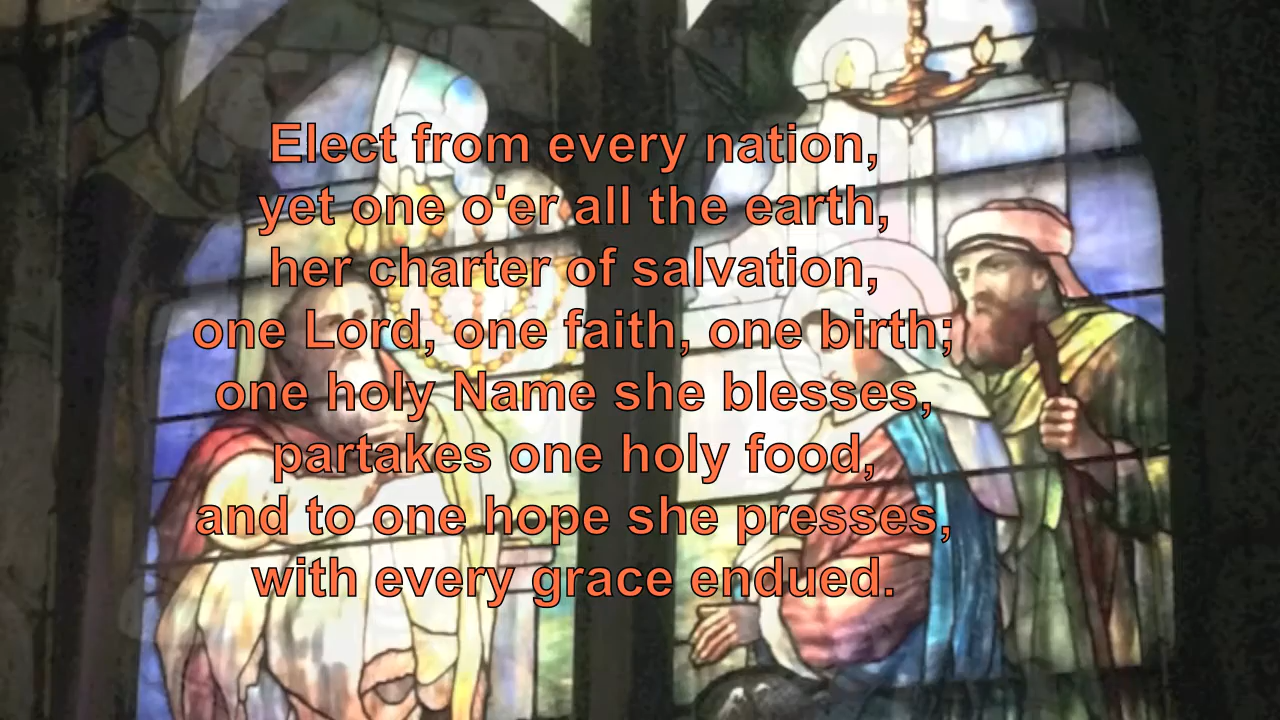 Elect from every nation,
yet one o'er all the earth,
her charter of salvation,
one Lord, one faith, one birth;
one holy Name she blesses,
partakes one holy food,
and to one hope she presses,
with every grace endued.